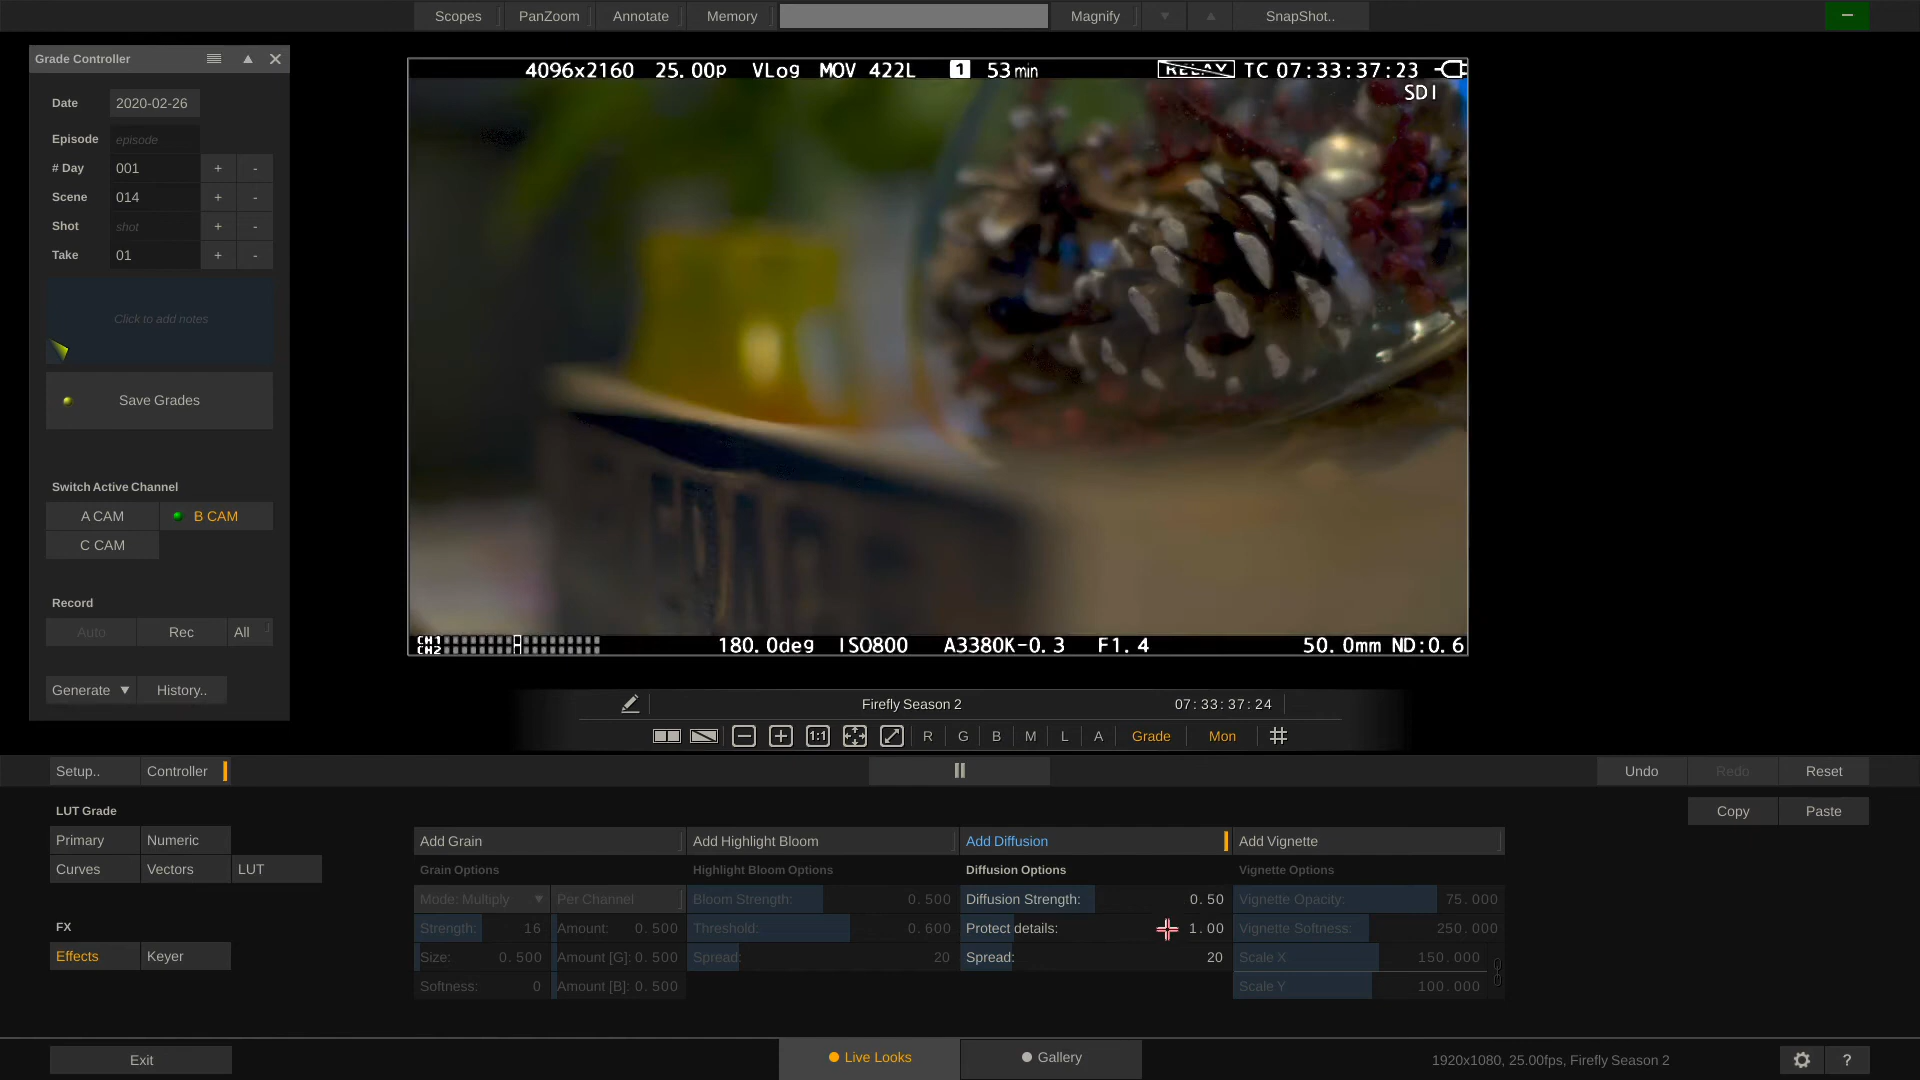 Scopes PanZoom Annotate Memory Magnify SnapShot..
Grade Controller
4096x2160 25.00p VLog MOV 422L 1 53min RELAY TC 07:33:37:23
SDI
Date 2020-02-26
Episode episode
# Day 001 + -
Scene 014 + -
Shot shot + -
Take 01 + -
Click to add notes
Save Grades
Switch Active Channel
A CAM B CAM
C CAM
Record
Auto Rec All
Generate History..
CH1
CH2
180.0deg ISO800 A3380K-0.3 F1.4 50.0mm ND:0.6
Firefly Season 2 07:33:37:24
1:1 R G B M L A Grade Mon
Setup.. Controller Undo Redo Reset
LUT Grade Copy Paste
Primary Numeric
Curves Vectors LUT
FX
Effects Keyer
Add Grain Add Highlight Bloom Add Diffusion Add Vignette
Grain Options Highlight Bloom Options Diffusion Options Vignette Options
Mode: Multiply Per Channel Bloom Strength: 0.500 Diffusion Strength: 0.50 Vignette Opacity: 75.000
Strength: 16 Amount: 0.500 Threshold: 0.600 Protect details: 1.00 Vignette Softness: 250.000
Size: 0.500 Amount [G]: 0.500 Spread: 20 Spread: 20 Scale X 150.000
Softness: 0 Amount [B]: 0.500 Scale Y 100.000
Exit Live Looks Gallery 1920x1080, 25.00fps, Firefly Season 2 ?